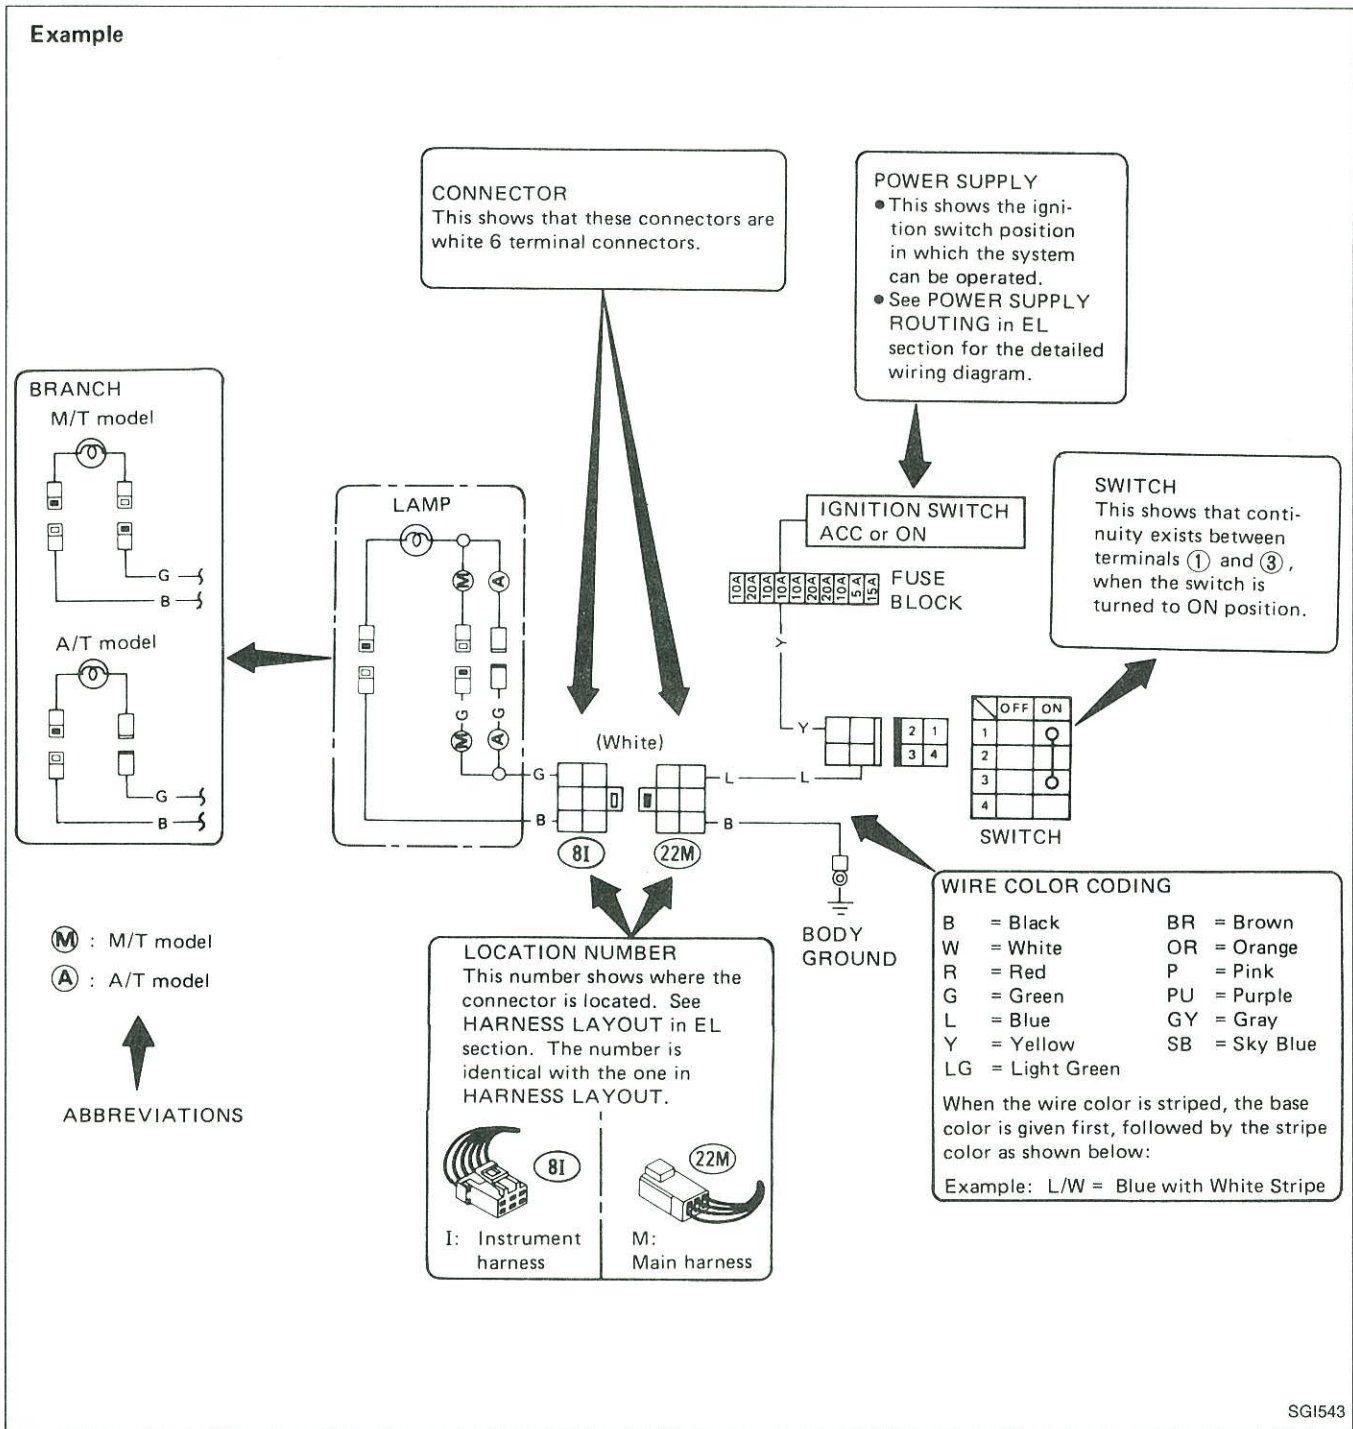 Example
CONNECTOR
This shows that these connectors are
white 6 terminal connectors.
POWER SUPPLY
● This shows the igni-
tion switch position
in which the system
can be operated.
● See POWER SUPPLY
ROUTING in EL
section for the detailed
wiring diagram.
BRANCH
M/T model
G
B
A/T model
G
B
LAMP
M
A
G
G
M
A
G
B
(White)
8I
22M
L
L
B
IGNITION SWITCH
ACC or ON
10A
20A
10A
10A
10A
20A
20A
10A
5A
15A
FUSE
BLOCK
Y
Y
2 1
3 4
OFF ON
1
2
3
4
SWITCH
SWITCH
This shows that conti-
nuity exists between
terminals ① and ③,
when the switch is
turned to ON position.
BODY
GROUND
WIRE COLOR CODING
B = Black BR = Brown
W = White OR = Orange
R = Red P = Pink
G = Green PU = Purple
L = Blue GY = Gray
Y = Yellow SB = Sky Blue
LG = Light Green
When the wire color is striped, the base
color is given first, followed by the stripe
color as shown below:
Example: L/W = Blue with White Stripe
M : M/T model
A : A/T model
ABBREVIATIONS
LOCATION NUMBER
This number shows where the
connector is located. See
HARNESS LAYOUT in EL
section. The number is
identical with the one in
HARNESS LAYOUT.
8I
22M
I: Instrument
harness
M:
Main harness
SGI543